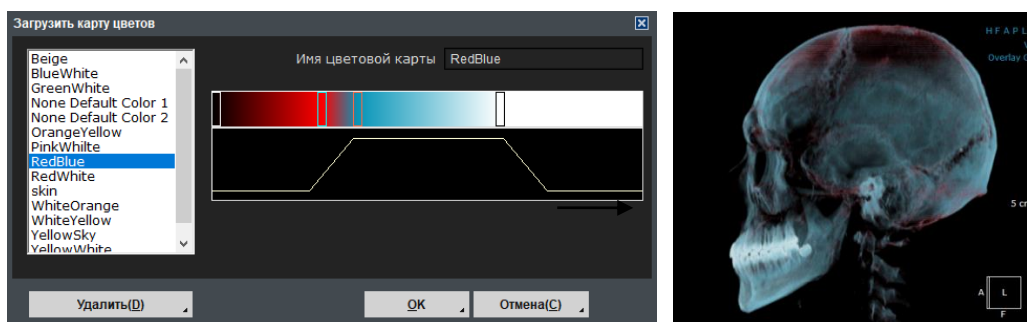 Загрузить карту цветов
Beige
BlueWhite
GreenWhite
None Default Color 1
None Default Color 2
OrangeYellow
PinkWhilte
RedBlue
RedWhite
skin
WhiteOrange
WhiteYellow
YellowSky
YellowWhite
Имя цветовой карты RedBlue
Удалить(D)
OK
Отмена(C)
H F A P L
Overlay
5 cm
A L
F